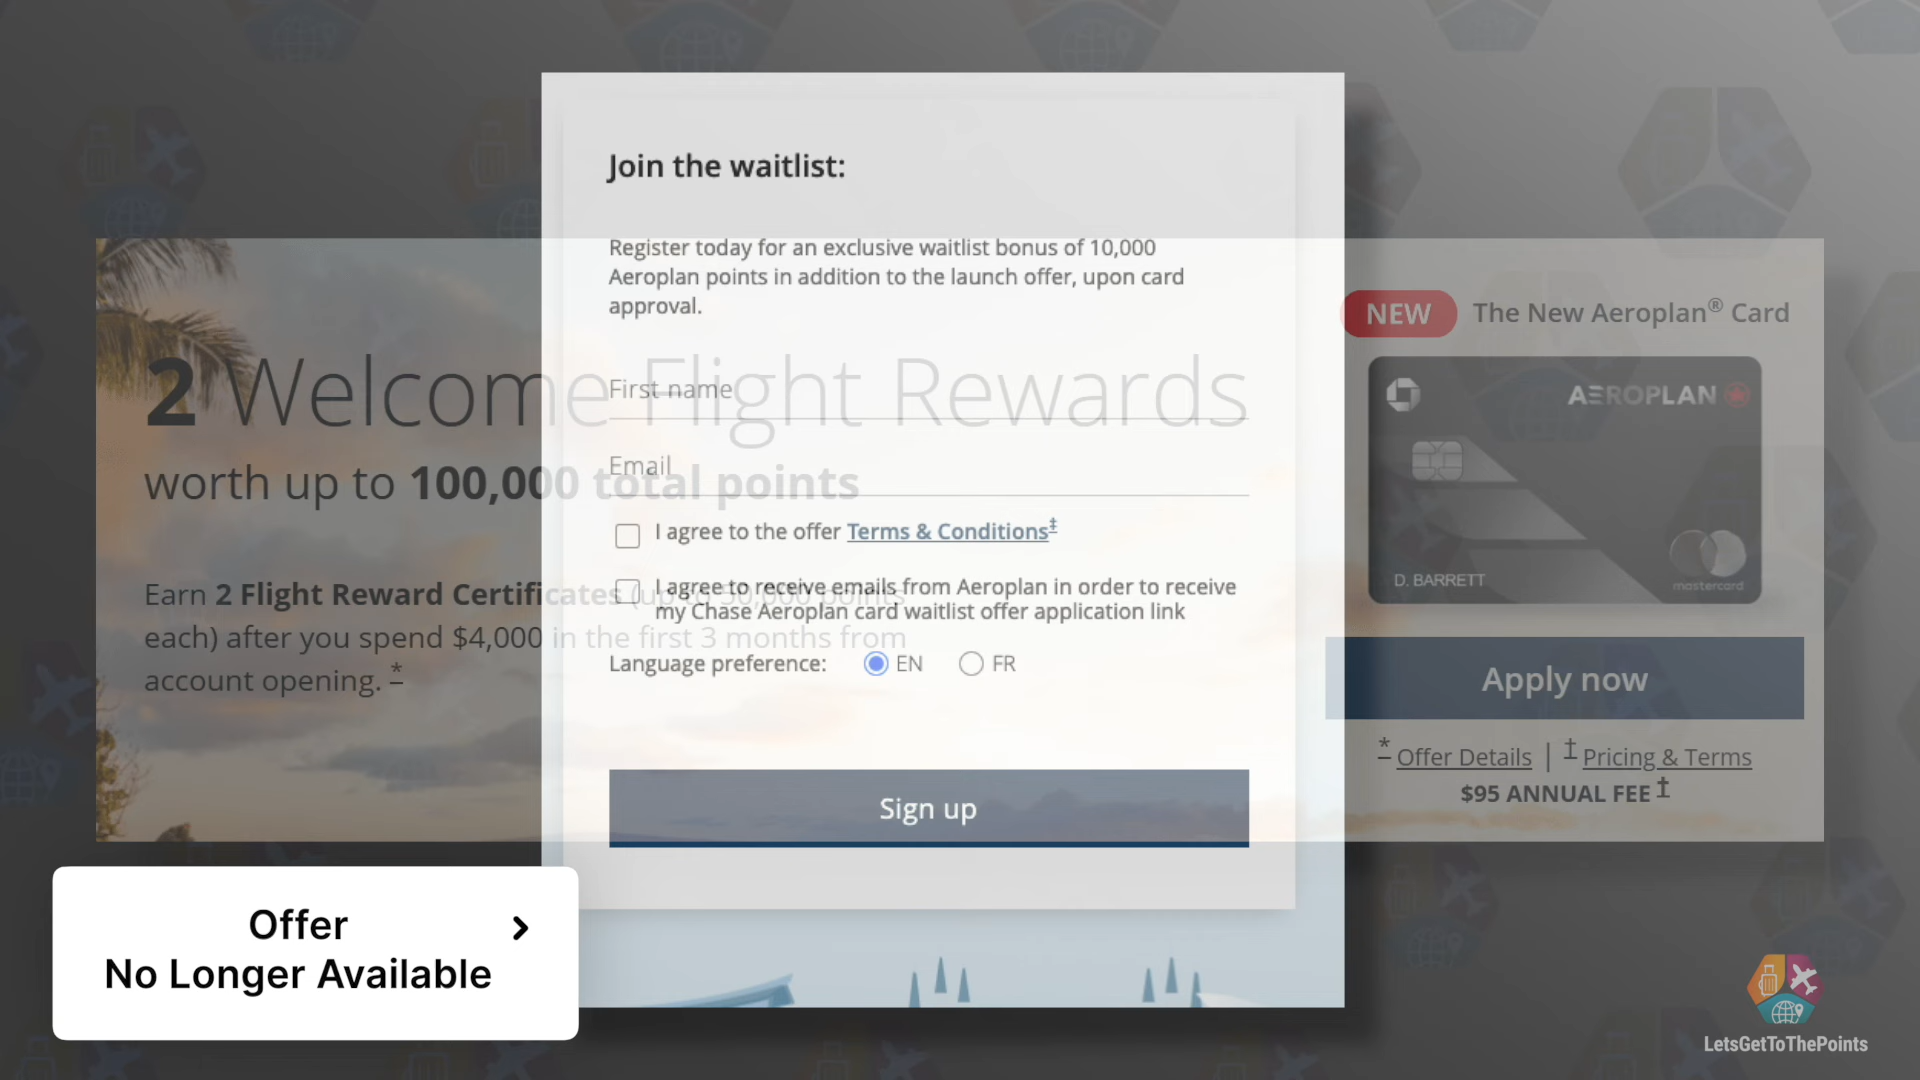 Join the waitlist:
Register today for an exclusive waitlist bonus of 10,000
Aeroplan points in addition to the launch offer, upon card
approval.
First name
Email
I agree to the offer Terms & Conditions‡
I agree to receive emails from Aeroplan in order to receive
my Chase Aeroplan card waitlist offer application link
Language preference: EN FR
Sign up
2 Welcome Flight Rewards
worth up to 100,000 total points
Earn 2 Flight Reward Certificates (up to 50,000 points
each) after you spend $4,000 in the first 3 months from
account opening. *
NEW The New Aeroplan® Card
AEROPLAN
D. BARRETT
mastercard
Apply now
* Offer Details | ‡ Pricing & Terms
$95 ANNUAL FEE ‡
Offer
No Longer Available
LetsGetToThePoints